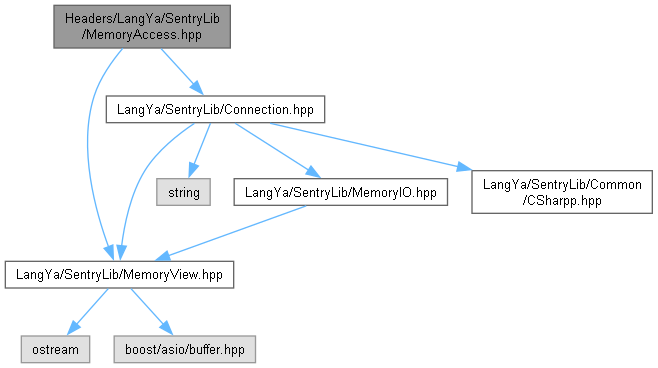 Headers/LangYa/SentryLib
/MemoryAccess.hpp
LangYa/SentryLib/Connection.hpp
string
LangYa/SentryLib/MemoryIO.hpp
LangYa/SentryLib/Common
/CSharpp.hpp
LangYa/SentryLib/MemoryView.hpp
ostream
boost/asio/buffer.hpp